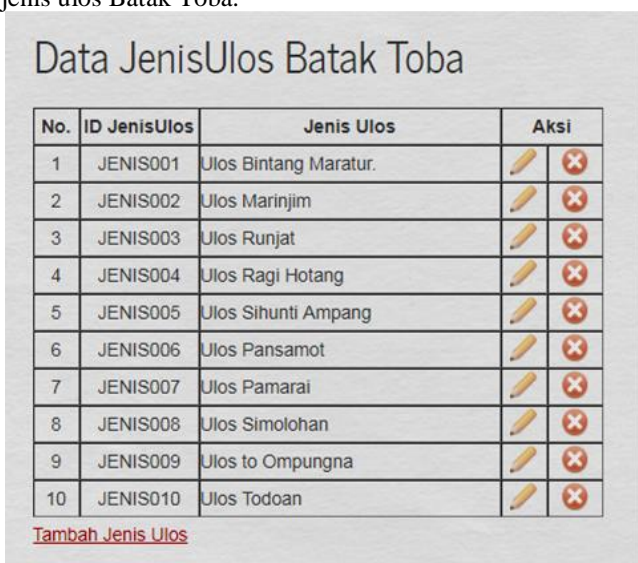 jenis ulos Batak Toba.
Data JenisUlos Batak Toba
No. ID JenisUlos Jenis Ulos Aksi
1 JENIS001 Ulos Bintang Maratur.
2 JENIS002 Ulos Marinjim
3 JENIS003 Ulos Runjat
4 JENIS004 Ulos Ragi Hotang
5 JENIS005 Ulos Sihunti Ampang
6 JENIS006 Ulos Pansamot
7 JENIS007 Ulos Pamarai
8 JENIS008 Ulos Simolohan
9 JENIS009 Ulos to Ompungna
10 JENIS010 Ulos Todoan
Tambah Jenis Ulos